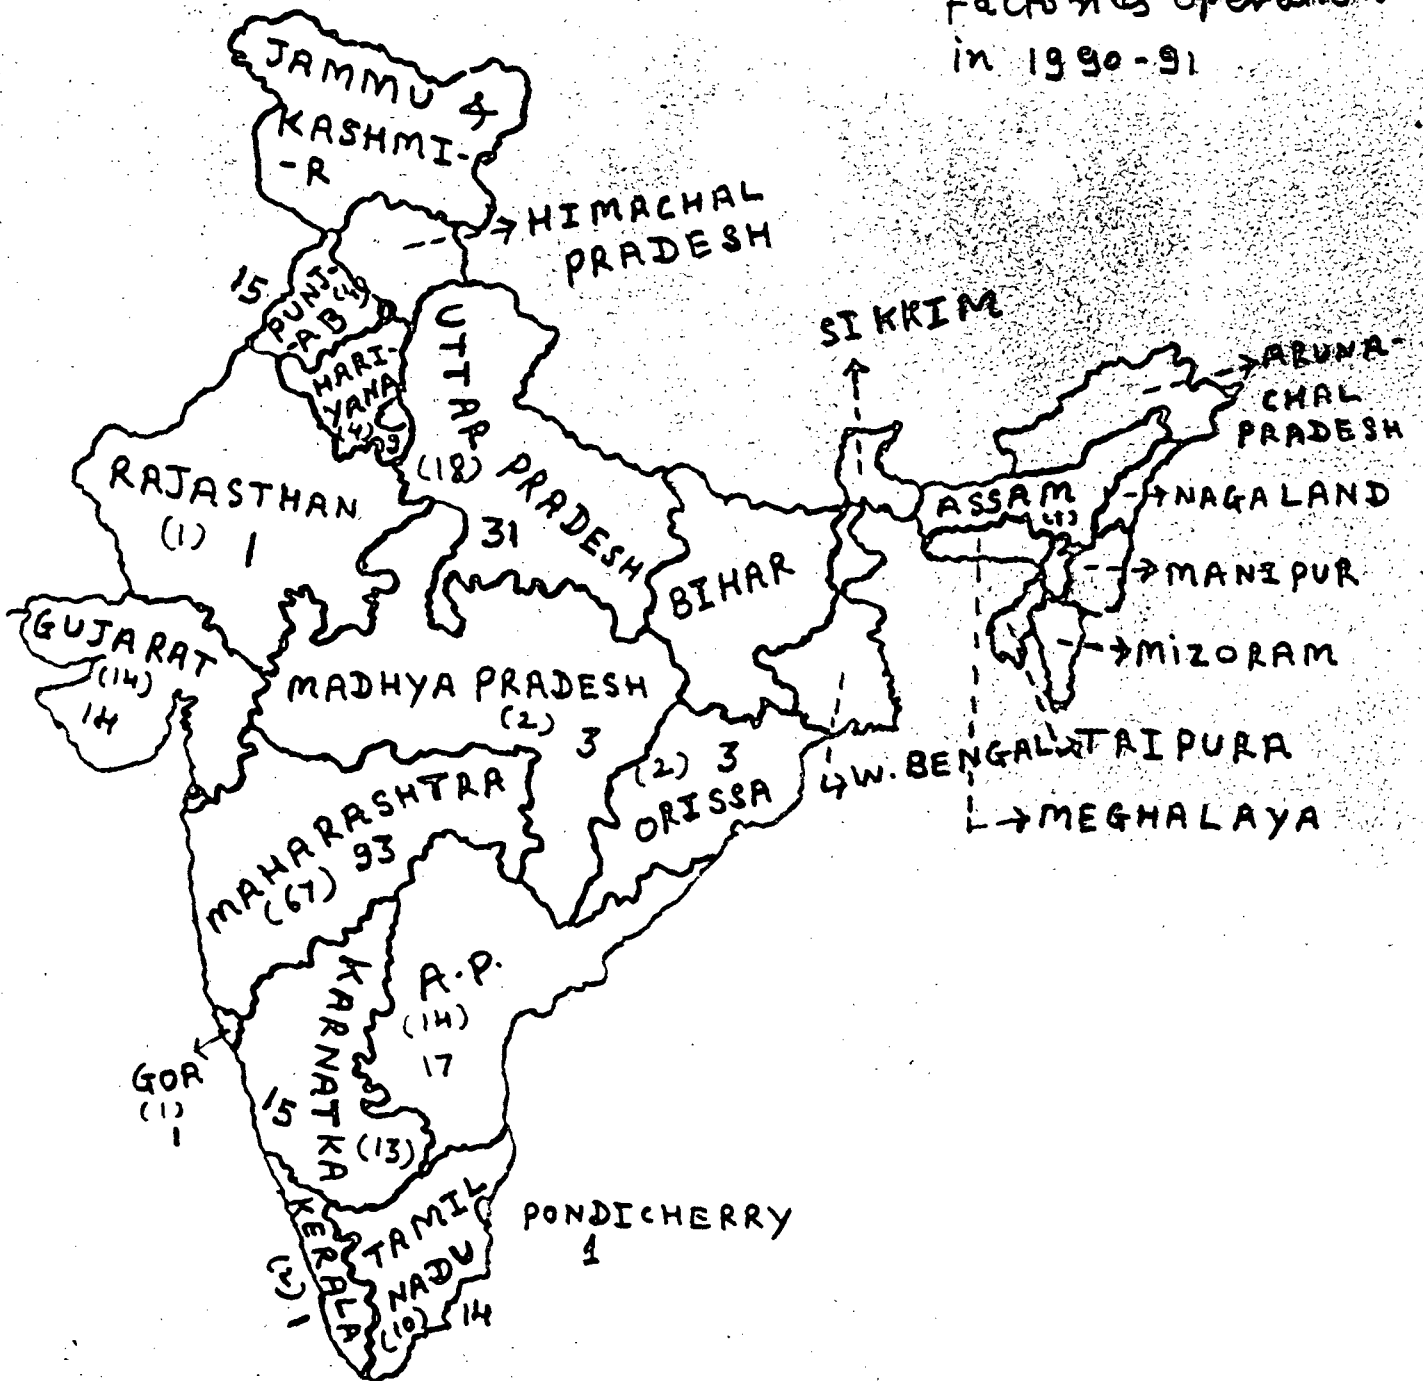 in 1990-91
JAMMU &
KASHMI-
-R
HIMACHAL
PRADESH
15
PUNJ-
-AB
HARI-
YANA
(4)
9
UTTAR PRADESH
(18)
31
SIKKIM
ARUNA-
CHAL
PRADESH
ASSAM
NAGALAND
2
MANIPUR
MIZORAM
TRIPURA
MEGHALAYA
W. BENGAL
RAJASTHAN
(1)
1
BIHAR
GUJARAT
(14)
14
MADHYA PRADESH
(2)
3
(2) 3
ORISSA
MAHARASHTRA
(67) 93
A.P.
(14)
17
KARNATKA
15
(13)
GOA
(1)
1
KERALA
1
TAMIL
NADU
(10)
14
PONDICHERRY
1